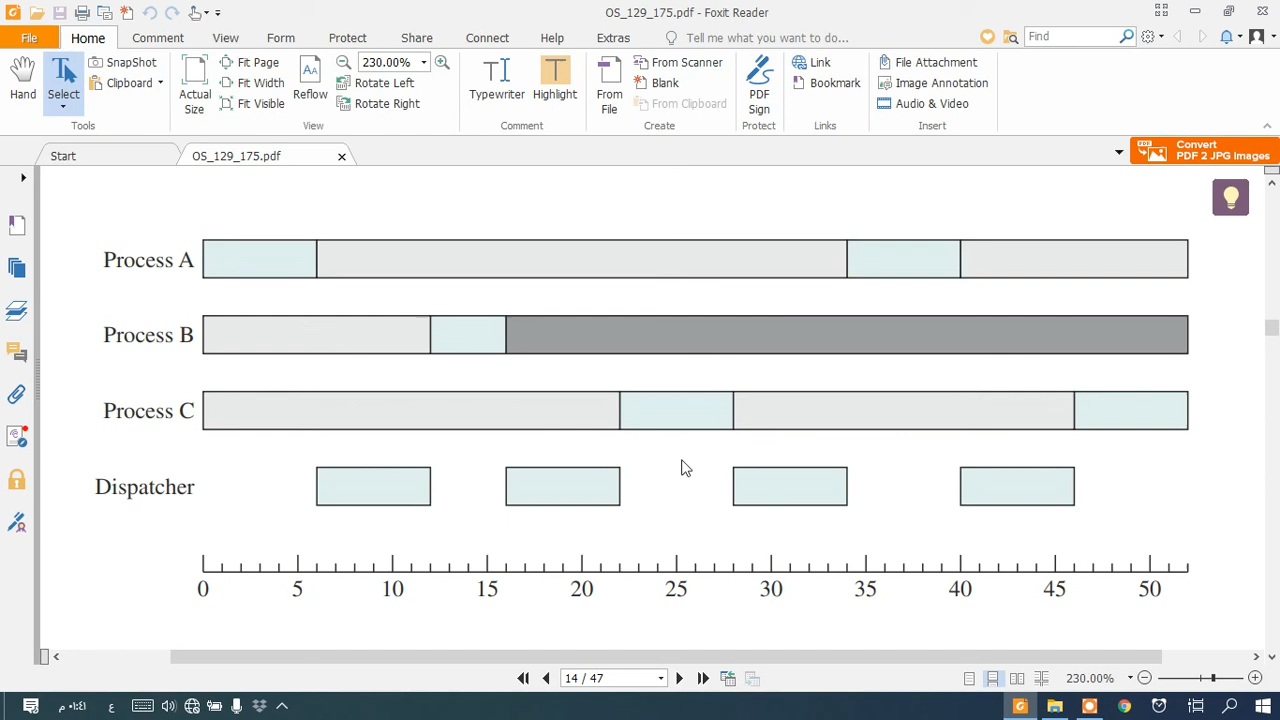 OS_129_175.pdf - Foxit Reader
File Home Comment View Form Protect Share Connect Help Extras Tell me what you want to do... Find
Hand
Select
SnapShot
Clipboard
Tools
Actual
Size
Fit Page
Fit Width
Fit Visible
Reflow
230.00%
Rotate Left
Rotate Right
View
Typewriter
Highlight
Comment
From
File
From Scanner
Blank
From Clipboard
Create
PDF
Sign
Protect
Link
Bookmark
Links
File Attachment
Image Annotation
Audio & Video
Insert
Start
OS_129_175.pdf
Convert
PDF 2 JPG Images
Process A
Process B
Process C
Dispatcher
0 5 10 15 20 25 30 35 40 45 50
14 / 47
230.00%
م ٠١:٤١
ع